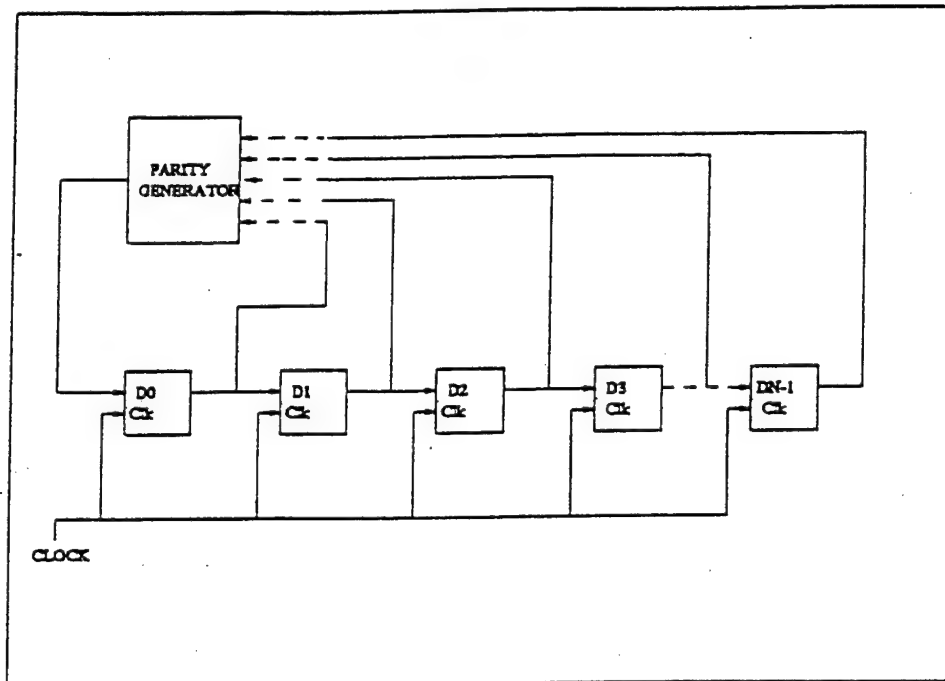 PARITY
GENERATOR
D0
Clk
D1
Clk
D2
Clk
D3
Clk
DN-1
Clk
CLOCK